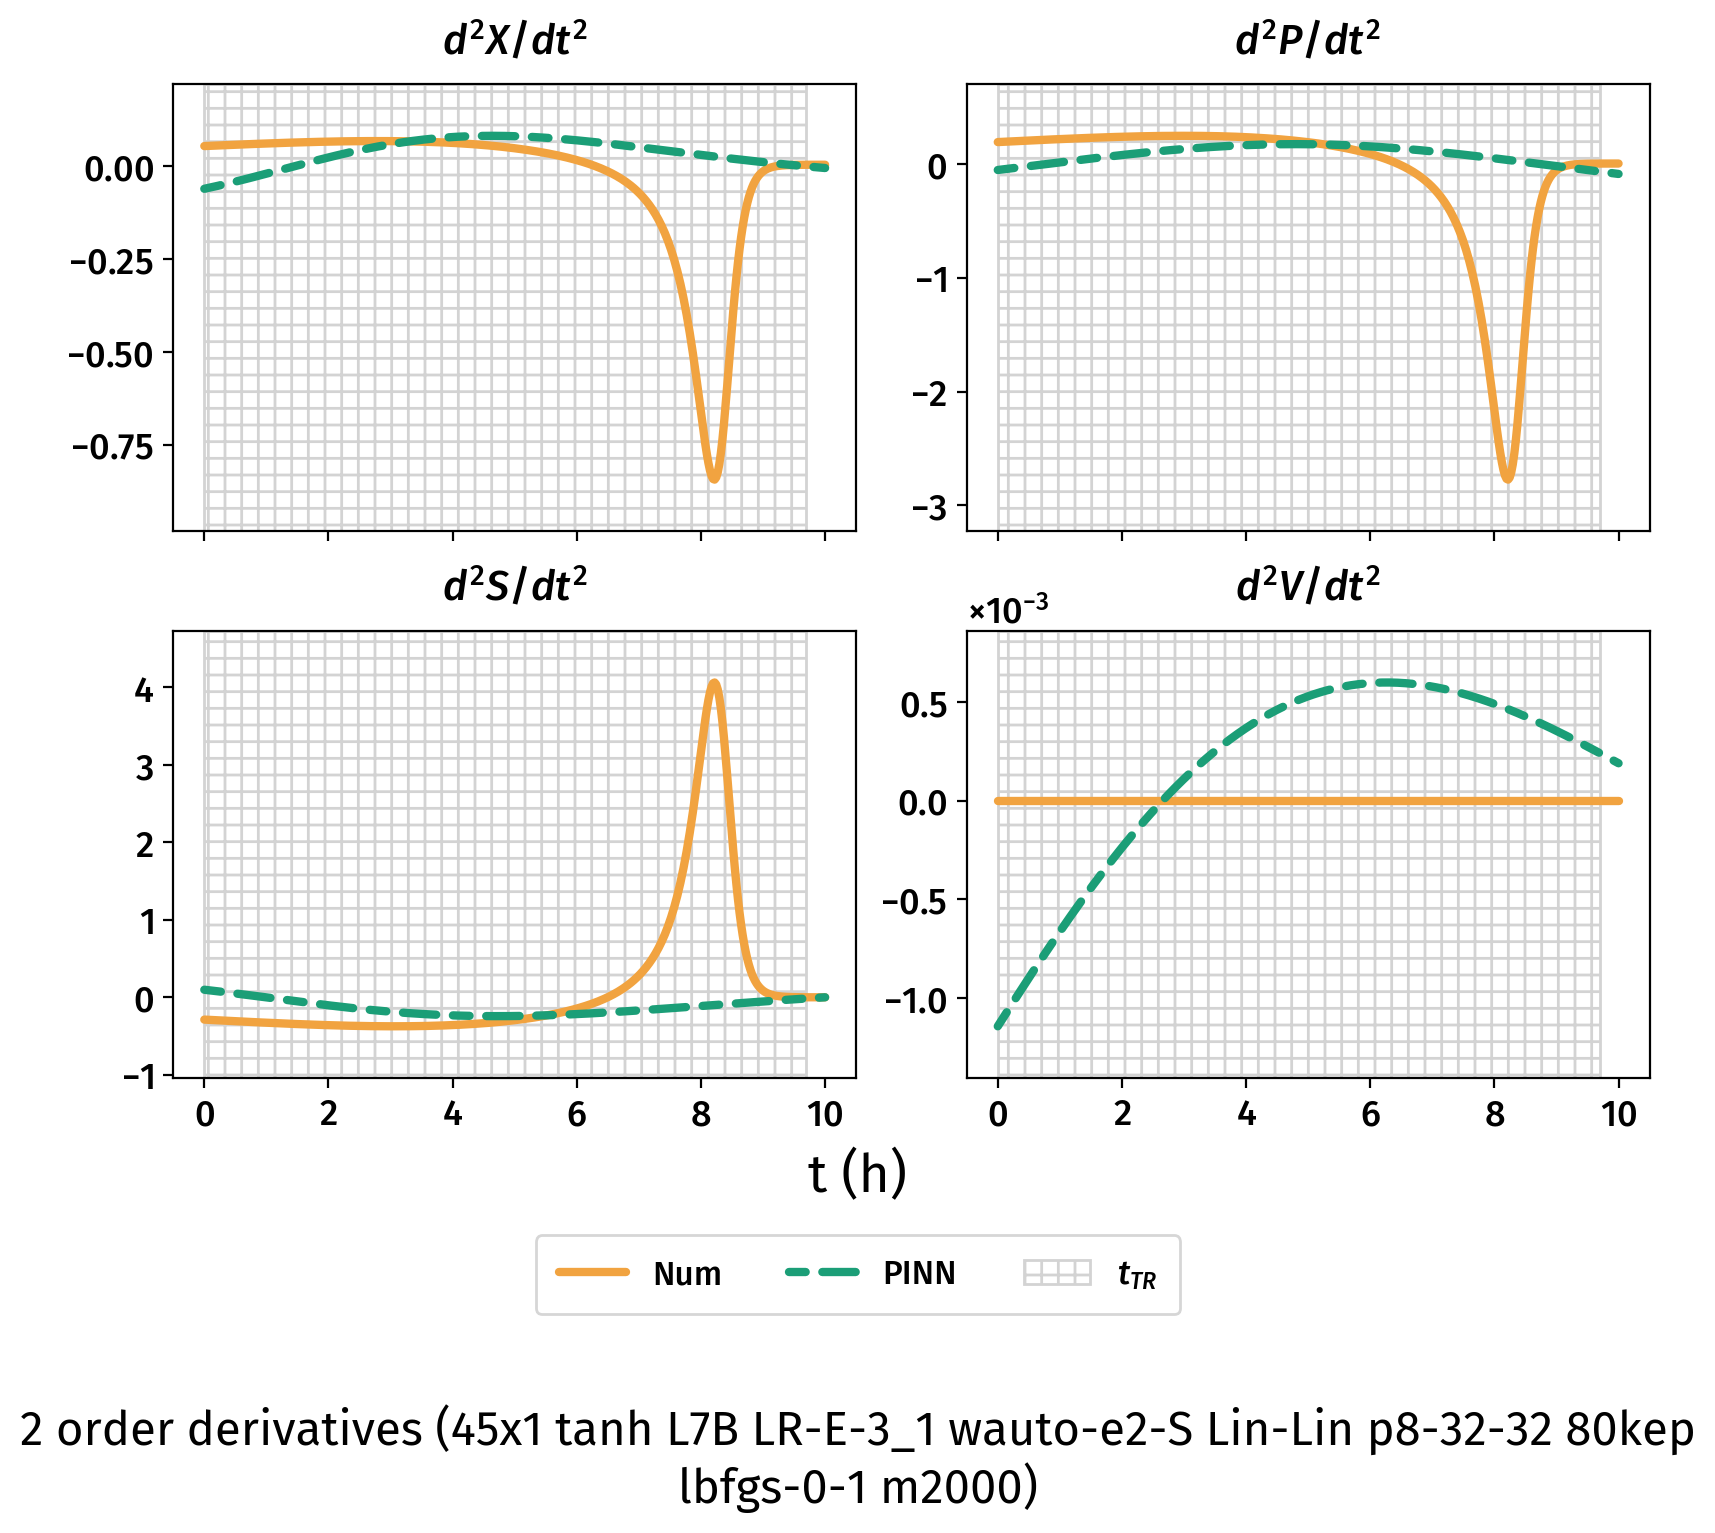 d²X/dt²
d²P/dt²
0.00
−0.25
−0.50
−0.75
0
−1
−2
−3
d²S/dt²
d²V/dt²
×10⁻³
4
3
2
1
0
−1
0.5
0.0
−0.5
−1.0
0 2 4 6 8 10
0 2 4 6 8 10
t (h)
Num PINN t_TR
2 order derivatives (45x1 tanh L7B LR-E-3_1 wauto-e2-S Lin-Lin p8-32-32 80kep
lbfgs-0-1 m2000)